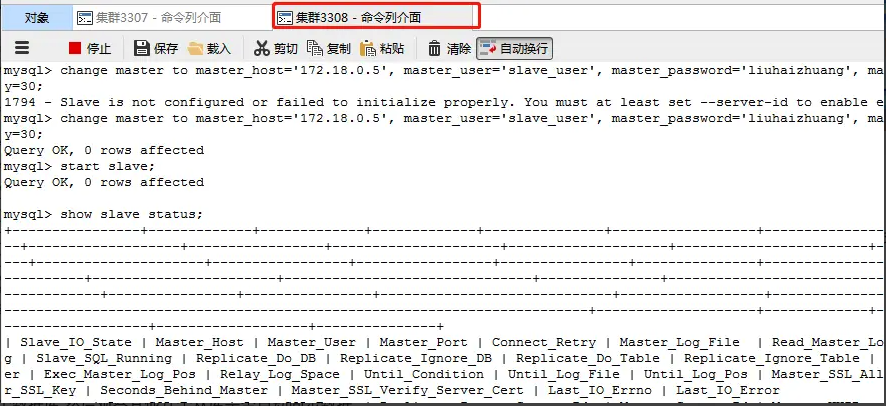 对象 集群3307 - 命令列介面 集群3308 - 命令列介面
停止 保存 载入 剪切 复制 粘贴 清除 自动换行
mysql> change master to master_host='172.18.0.5', master_user='slave_user', master_password='liuhaizhuang', ma
y=30;
1794 - Slave is not configured or failed to initialize properly. You must at least set --server-id to enable e
mysql> change master to master_host='172.18.0.5', master_user='slave_user', master_password='liuhaizhuang', ma
y=30;
Query OK, 0 rows affected
mysql> start slave;
Query OK, 0 rows affected
mysql> show slave status;
| Slave_IO_State | Master_Host | Master_User | Master_Port | Connect_Retry | Master_Log_File | Read_Master_Lo
g | Slave_SQL_Running | Replicate_Do_DB | Replicate_Ignore_DB | Replicate_Do_Table | Replicate_Ignore_Table |
er | Exec_Master_Log_Pos | Relay_Log_Space | Until_Condition | Until_Log_File | Until_Log_Pos | Master_SSL_All
r_SSL_Key | Seconds_Behind_Master | Master_SSL_Verify_Server_Cert | Last_IO_Errno | Last_IO_Error